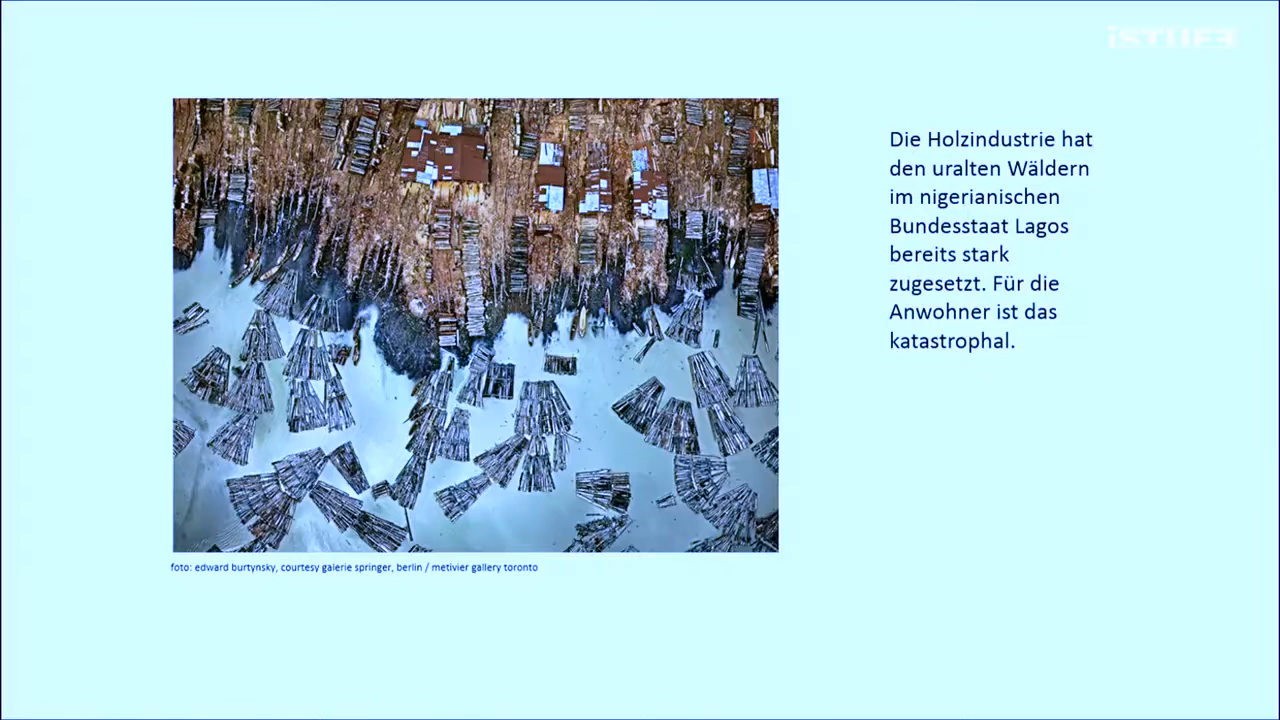 Die Holzindustrie hat
den uralten Wäldern
im nigerianischen
Bundesstaat Lagos
bereits stark
zugesetzt. Für die
Anwohner ist das
katastrophal.
foto: edward burtynsky, courtesy galerie springer, berlin / metivier gallery toronto